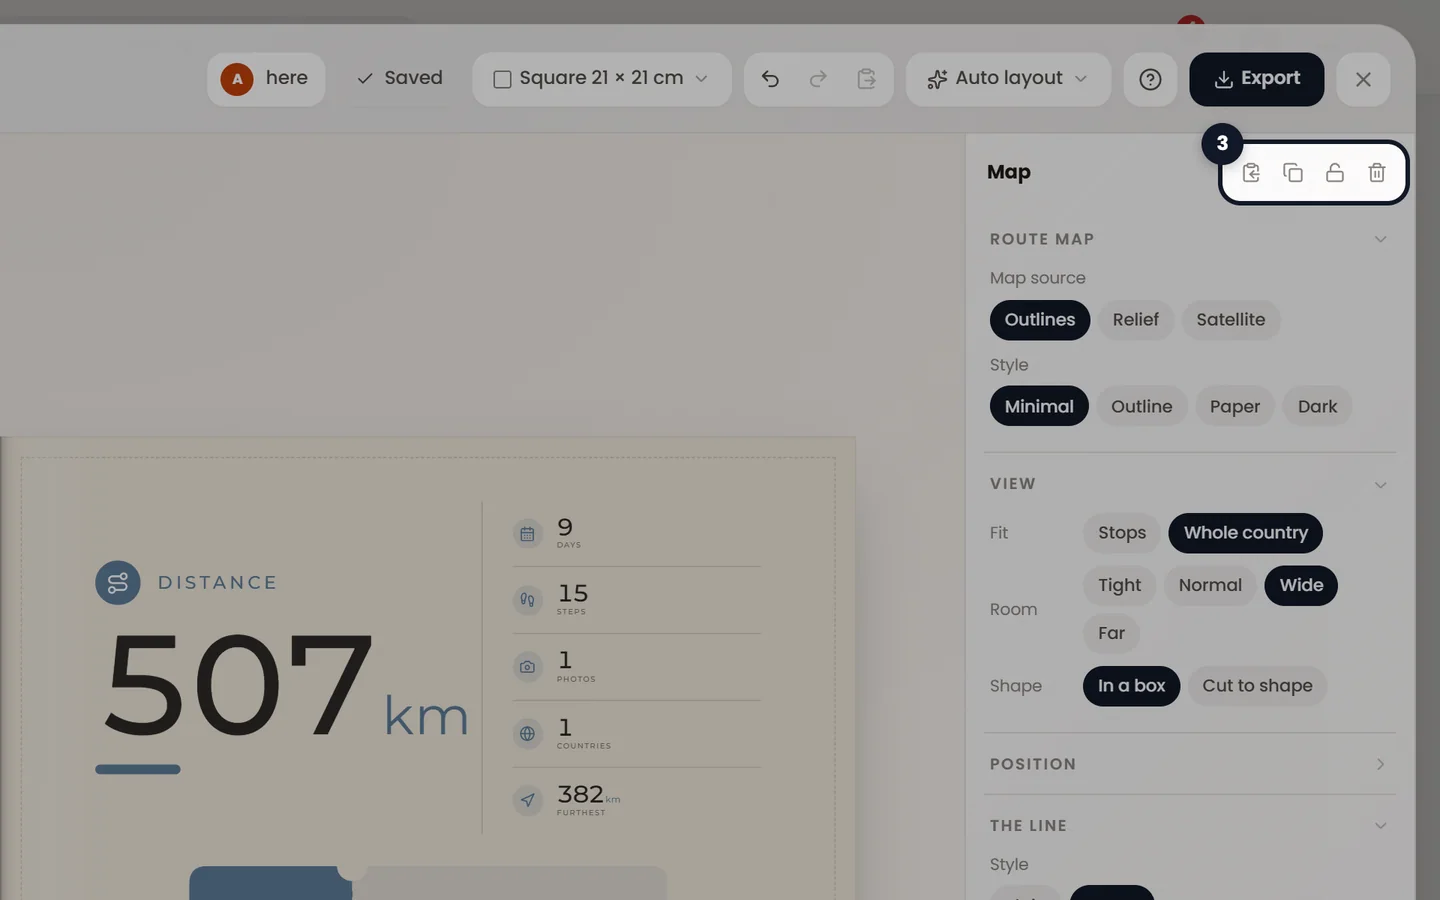 A here
Saved
Square 21 × 21 cm
Auto layout
Export
3
Map
ROUTE MAP
Map source
Outlines Relief Satellite
Style
Minimal Outline Paper Dark
VIEW
Fit Stops Whole country
Room Tight Normal Wide
Far
Shape In a box Cut to shape
POSITION
THE LINE
Style
DISTANCE
507 km
9
DAYS
15
STEPS
1
PHOTOS
1
COUNTRIES
382 km
FURTHEST